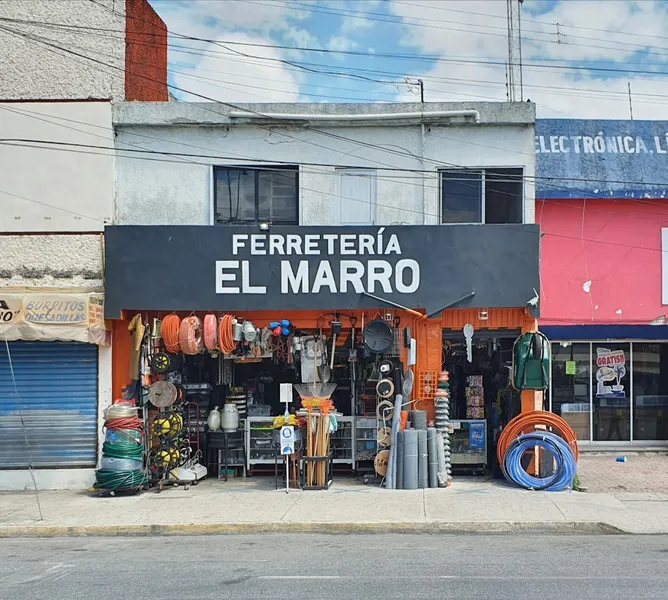 FERRETERÍA
EL MARRO
ELECTRÓNICA
BURRITOS
QUESADILLAS
GRATIS!!